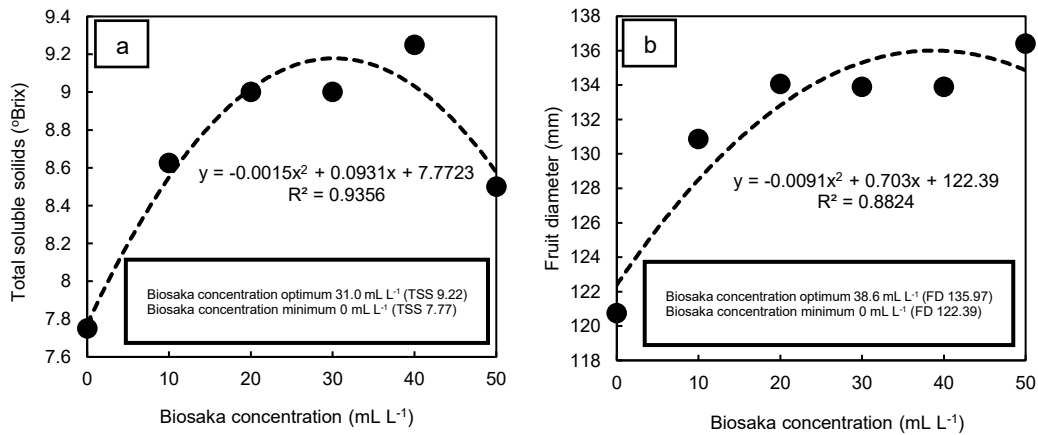 a
Total soluble soliids (ºBrix)
9.4
9.2
9
8.8
8.6
8.4
8.2
8
7.8
7.6
y = -0.0015x² + 0.0931x + 7.7723
R² = 0.9356
Biosaka concentration optimum 31.0 mL L⁻¹ (TSS 9.22)
Biosaka concentration minimum 0 mL L⁻¹ (TSS 7.77)
0 10 20 30 40 50
Biosaka concentration (mL L⁻¹)
b
Fruit diameter (mm)
138
136
134
132
130
128
126
124
122
120
118
y = -0.0091x² + 0.703x + 122.39
R² = 0.8824
Biosaka concentration optimum 38.6 mL L⁻¹ (FD 135.97)
Biosaka concentration minimum 0 mL L⁻¹ (FD 122.39)
0 10 20 30 40 50
Biosaka concentration (mL L⁻¹)